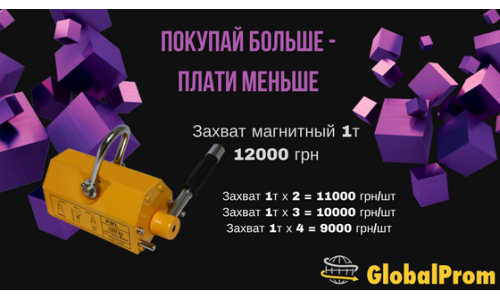 ПОКУПАЙ БОЛЬШЕ -
ПЛАТИ МЕНЬШЕ
Захват магнитный 1т
12000 грн
Захват 1т х 2 = 11000 грн/шт
Захват 1т х 3 = 10000 грн/шт
Захват 1т х 4 = 9000 грн/шт
GlobalProm